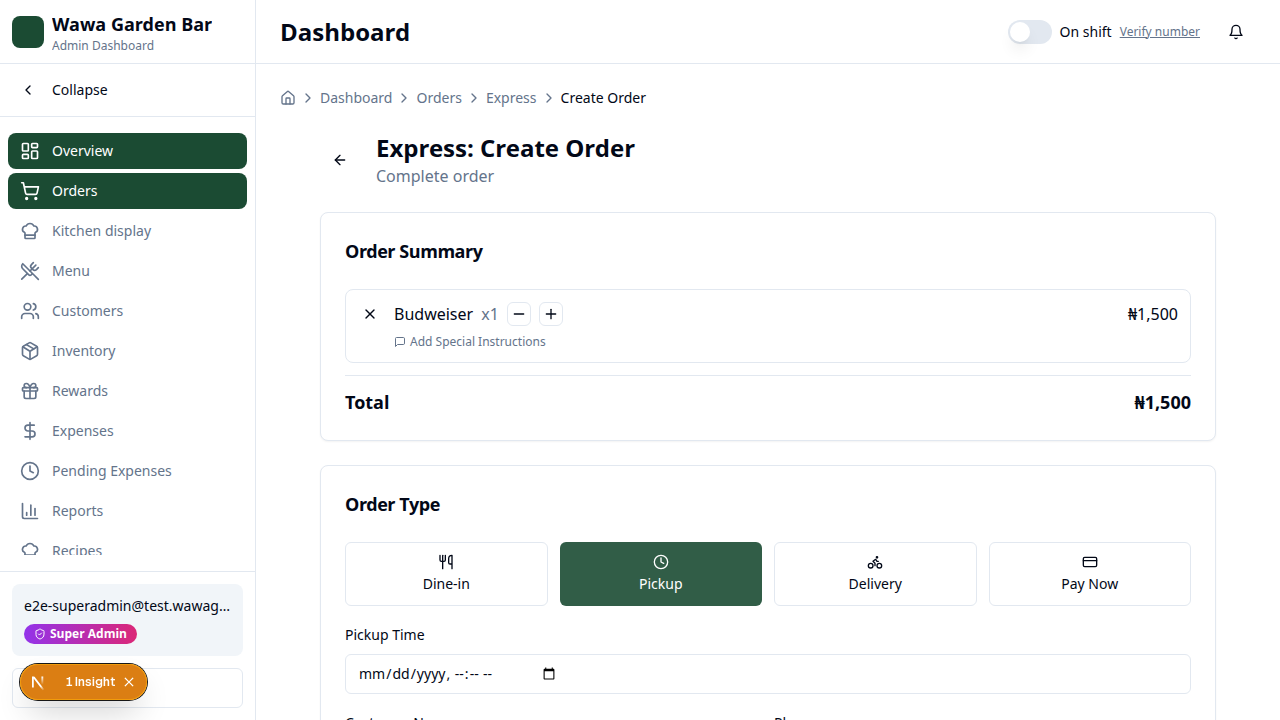 Wawa Garden Bar
Admin Dashboard
Dashboard
On shift
Verify number
Collapse
Overview
Orders
Kitchen display
Menu
Customers
Inventory
Rewards
Expenses
Pending Expenses
Reports
Recipes
e2e-superadmin@test.wawag...
Super Admin
1 Insight
Dashboard
Orders
Express
Create Order
Express: Create Order
Complete order
Order Summary
Budweiser x1
₦1,500
Add Special Instructions
Total
₦1,500
Order Type
Dine-in
Pickup
Delivery
Pay Now
Pickup Time
mm/dd/yyyy, --:-- --